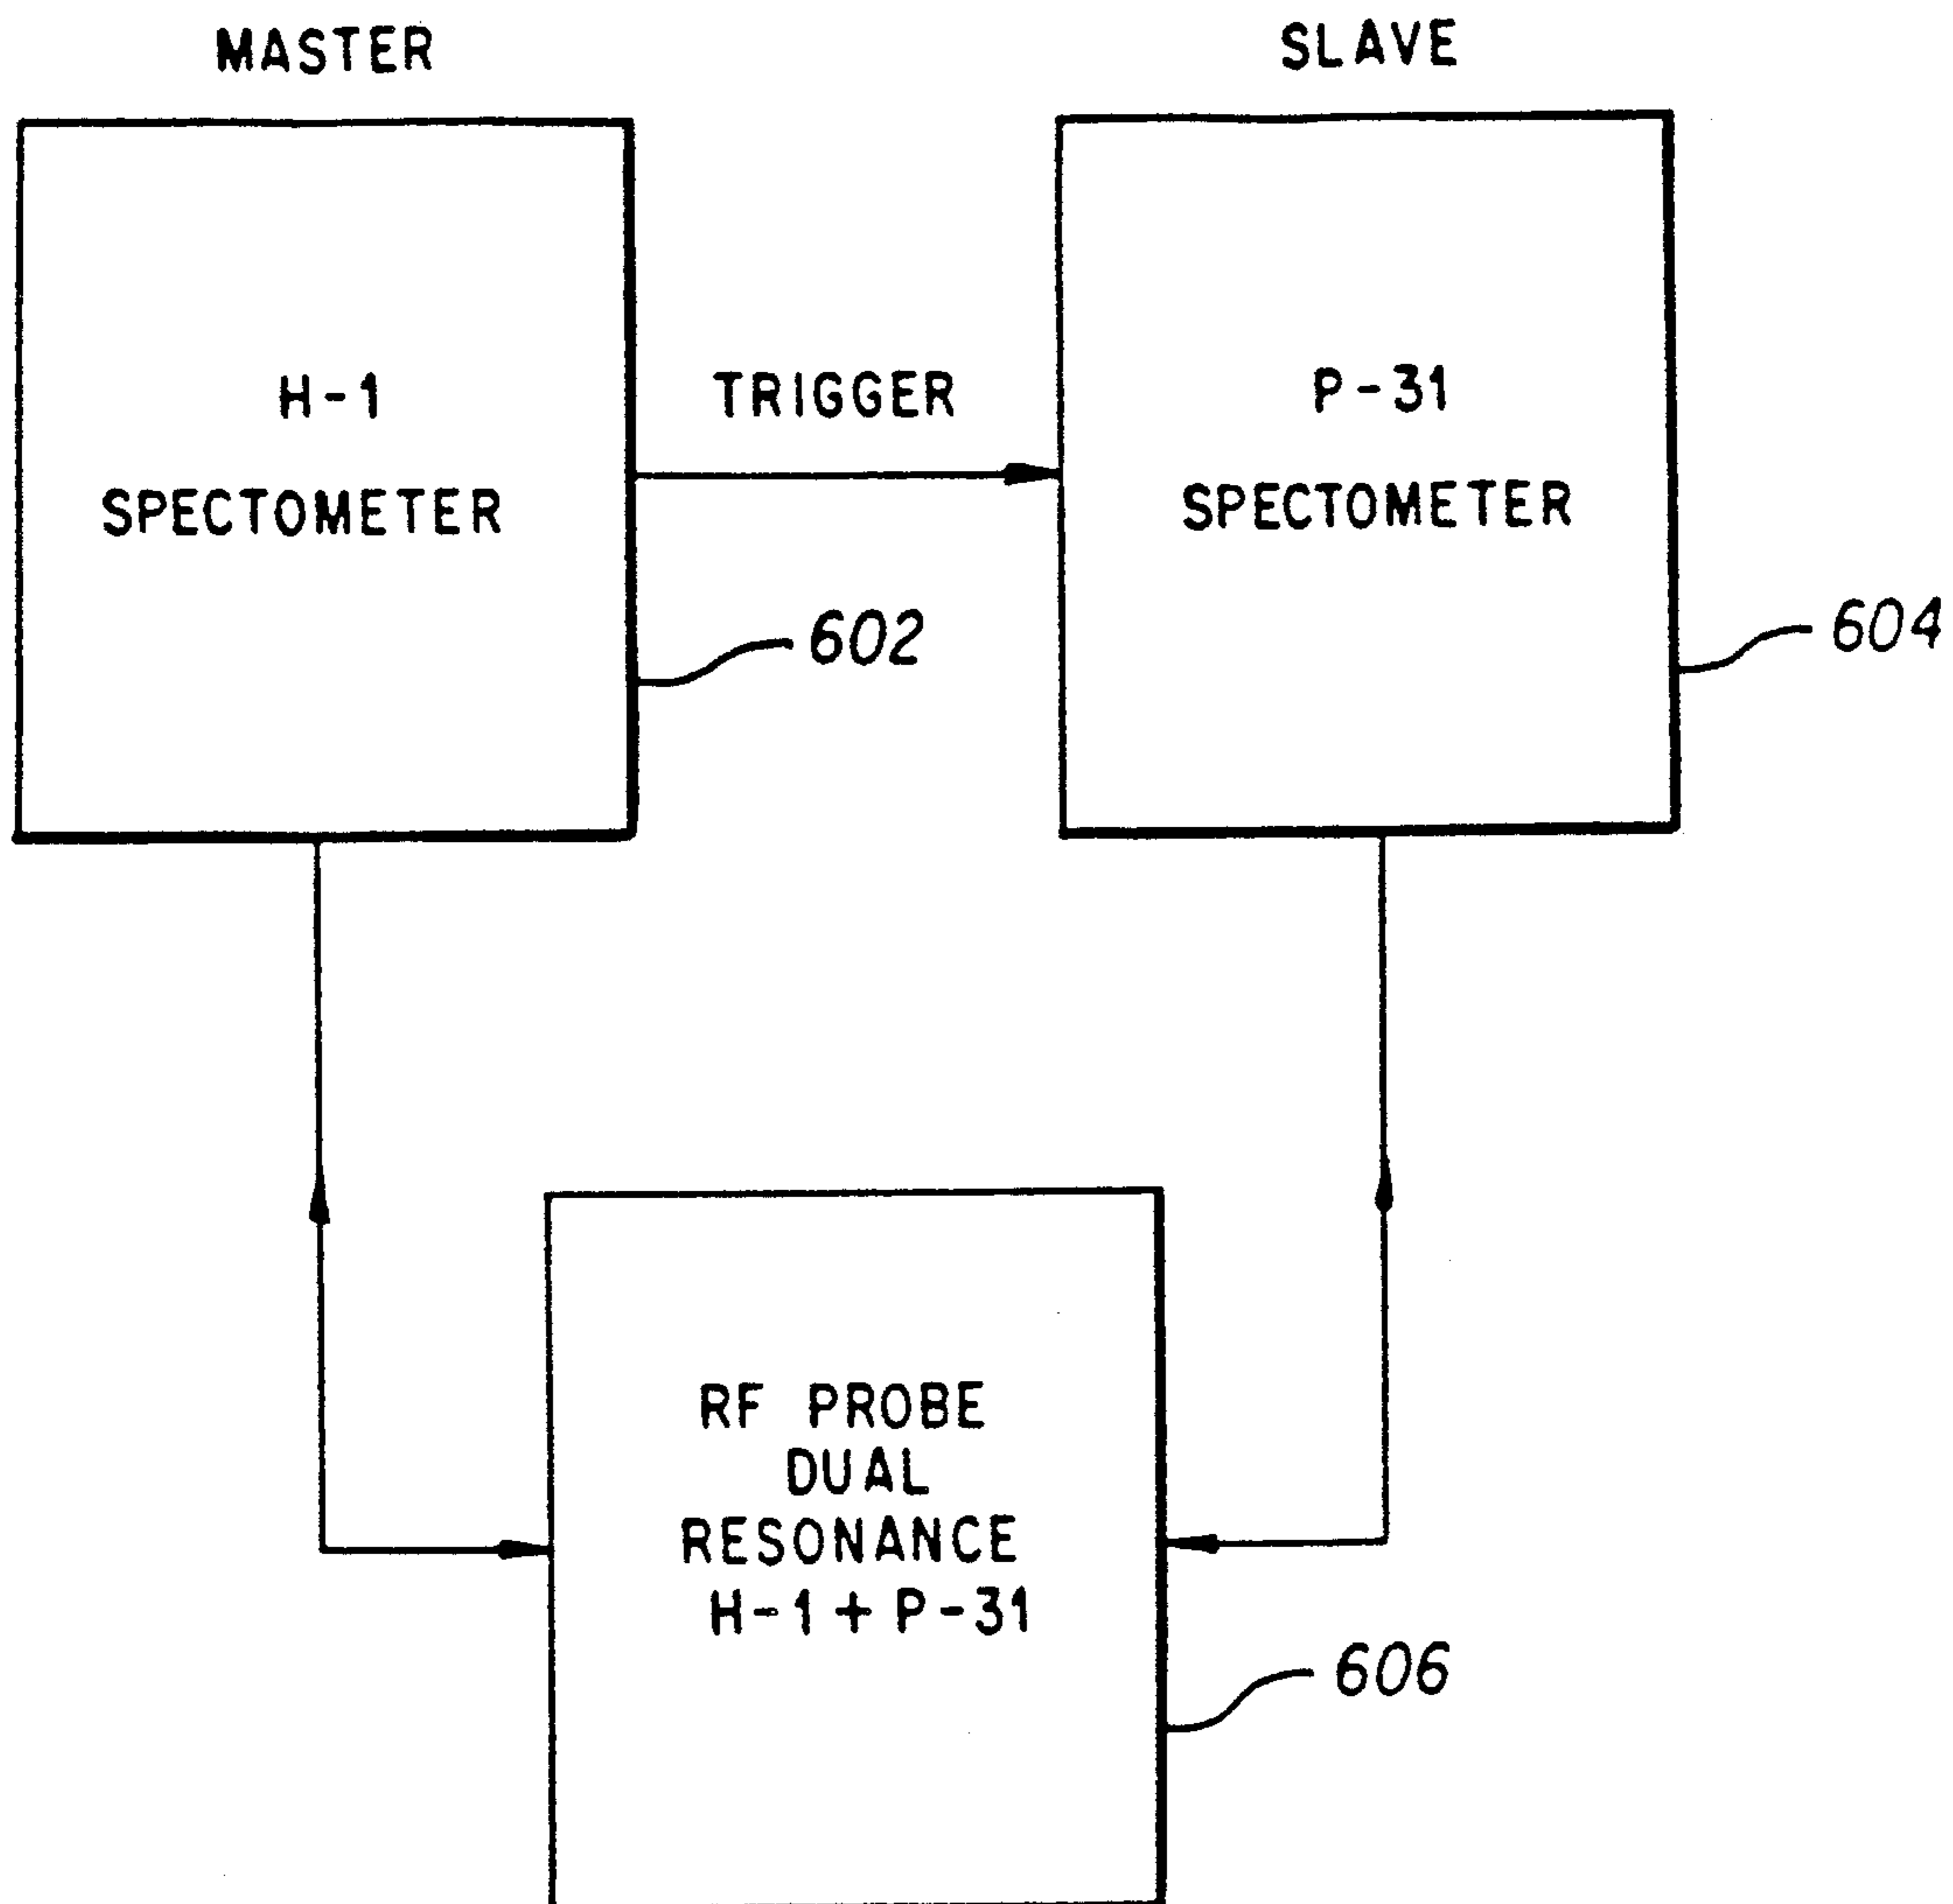 MASTER
SLAVE
H-1
SPECTOMETER
TRIGGER
P-31
SPECTOMETER
602
604
RF PROBE
DUAL
RESONANCE
H-1+P-31
606